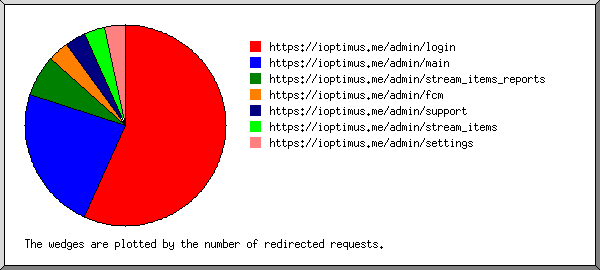 https://ioptimus.me/admin/login
https://ioptimus.me/admin/main
https://ioptimus.me/admin/stream_items_reports
https://ioptimus.me/admin/fcm
https://ioptimus.me/admin/support
https://ioptimus.me/admin/stream_items
https://ioptimus.me/admin/settings
The wedges are plotted by the number of redirected requests.